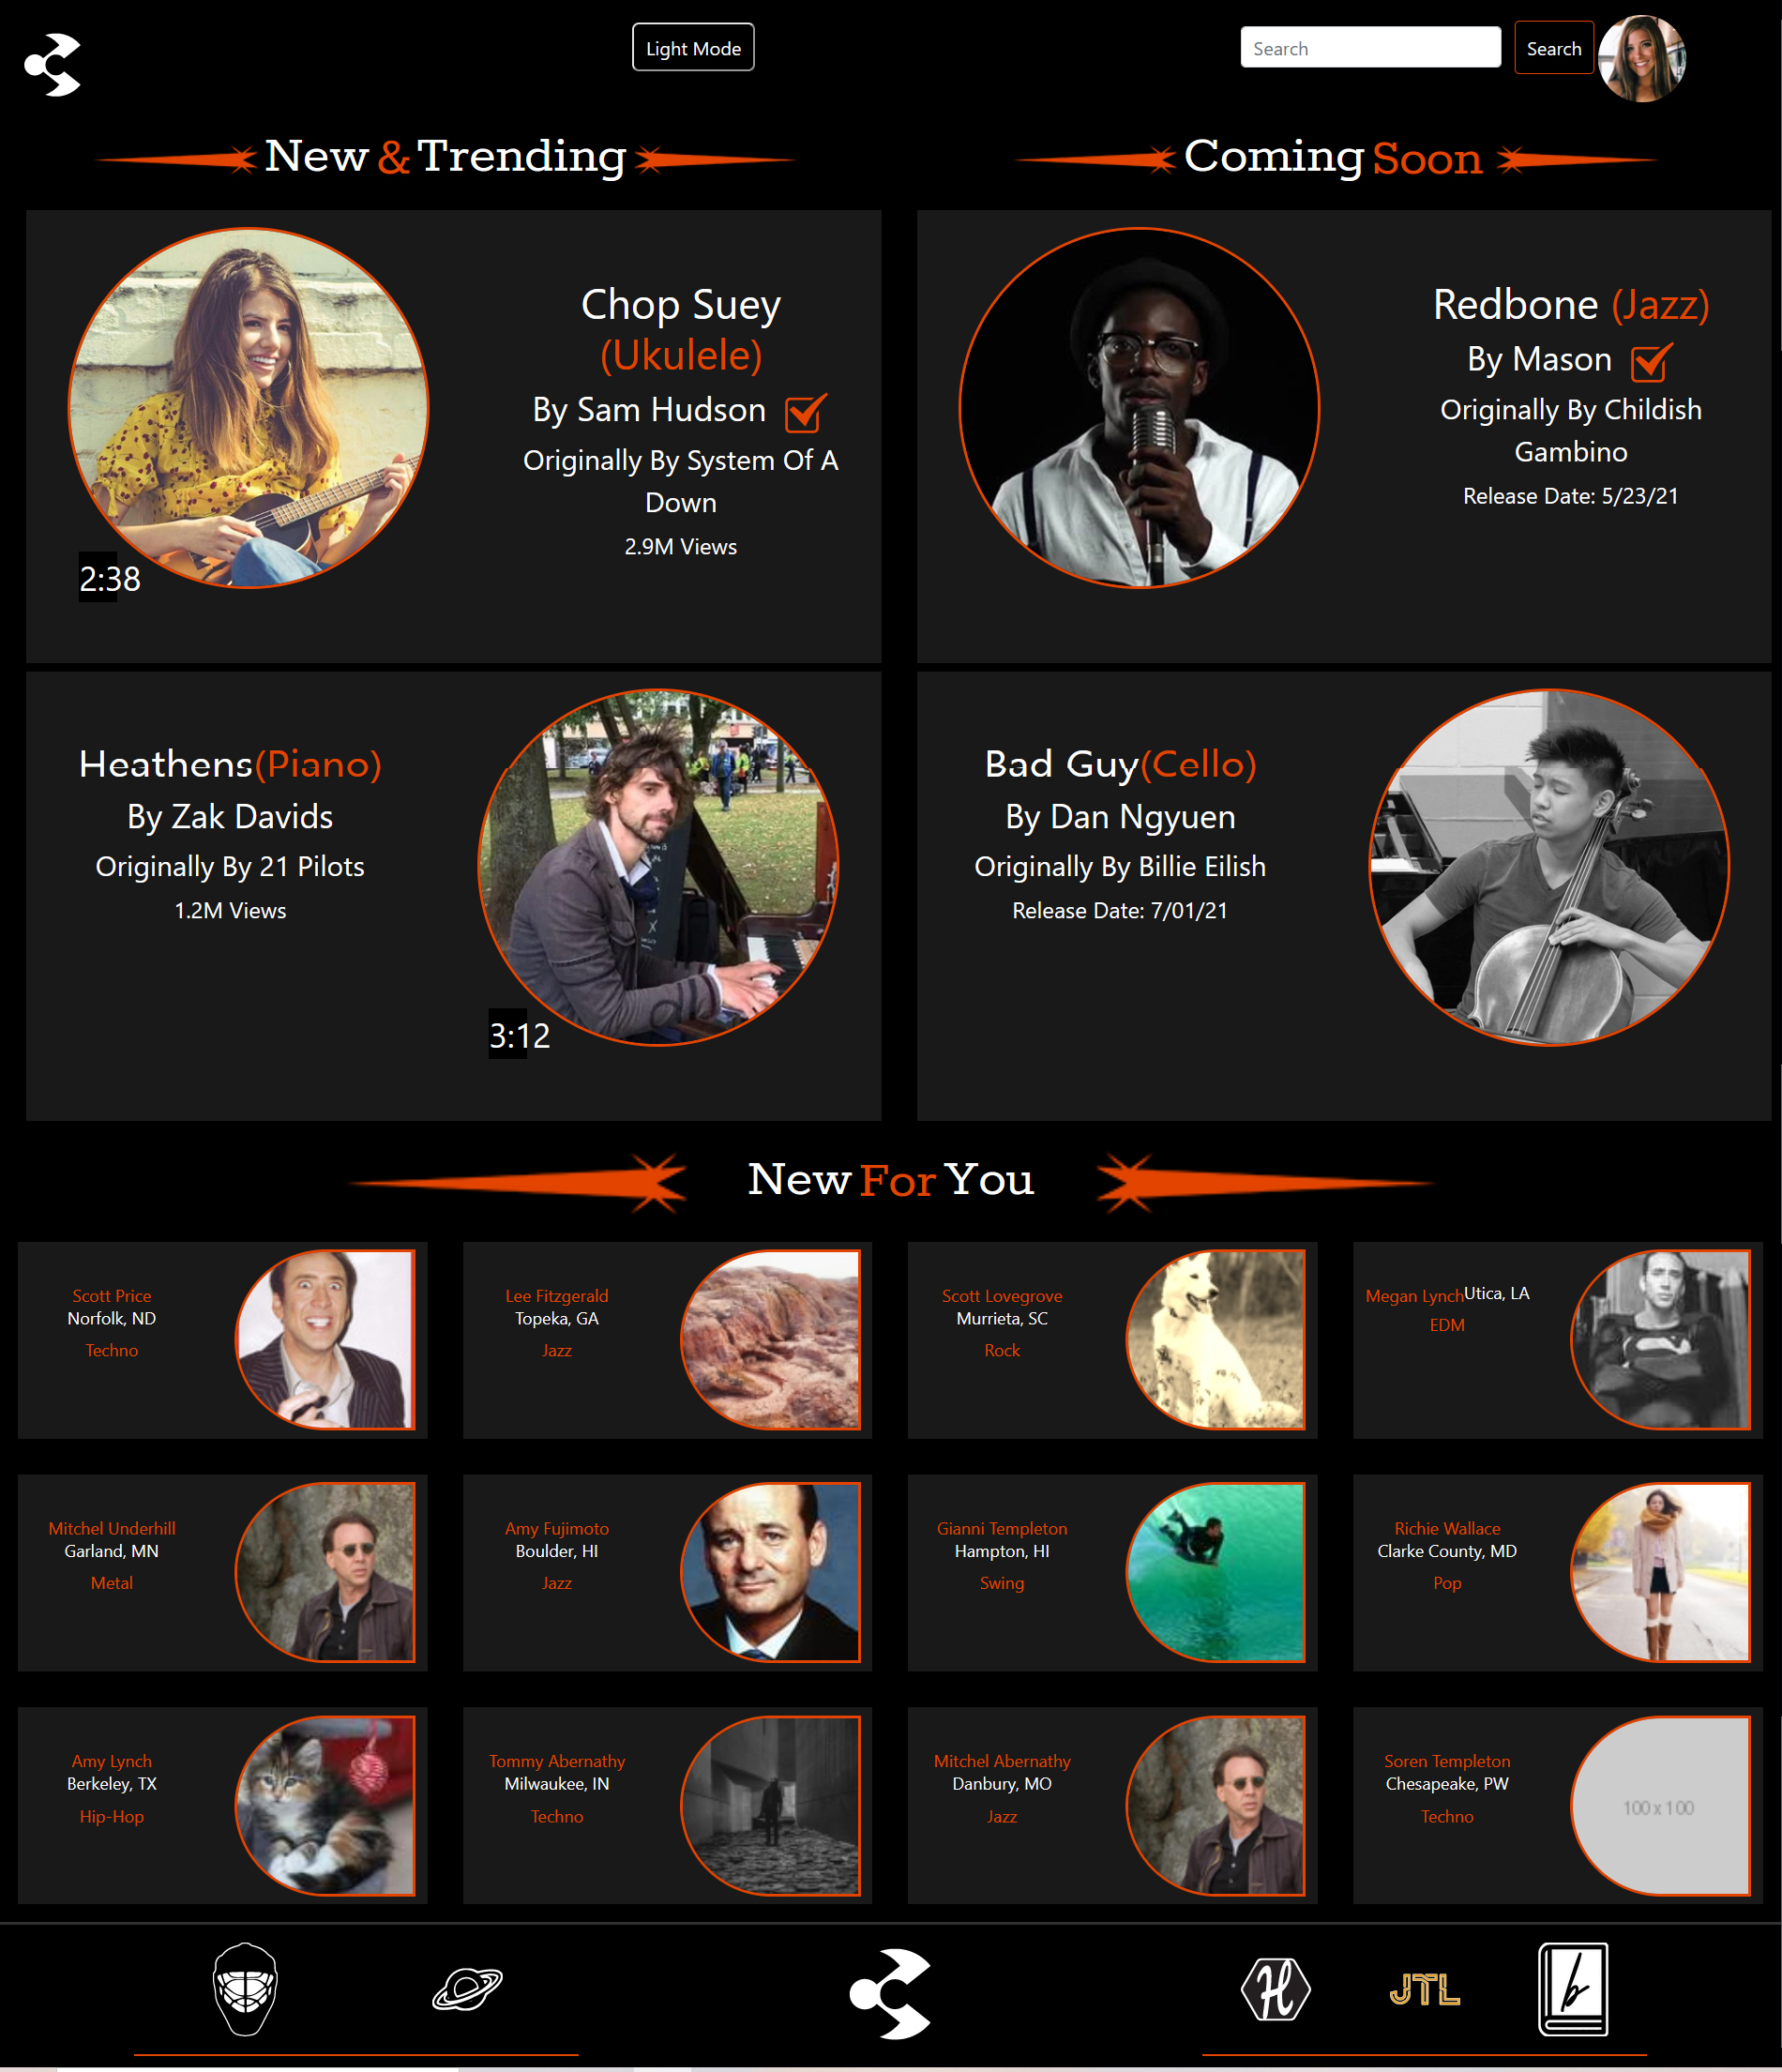 Light Mode
Search
Search
New & Trending
Coming Soon
Chop Suey
(Ukulele)
By Sam Hudson
Originally By System Of A
Down
2.9M Views
2:38
Redbone (Jazz)
By Mason
Originally By Childish
Gambino
Release Date: 5/23/21
Heathens(Piano)
By Zak Davids
Originally By 21 Pilots
1.2M Views
3:12
Bad Guy(Cello)
By Dan Ngyuen
Originally By Billie Eilish
Release Date: 7/01/21
New For You
Scott Price
Norfolk, ND
Techno
Lee Fitzgerald
Topeka, GA
Jazz
Scott Lovegrove
Murrieta, SC
Rock
Megan LynchUtica, LA
EDM
Mitchel Underhill
Garland, MN
Metal
Amy Fujimoto
Boulder, HI
Jazz
Gianni Templeton
Hampton, HI
Swing
Richie Wallace
Clarke County, MD
Pop
Amy Lynch
Berkeley, TX
Hip-Hop
Tommy Abernathy
Milwaukee, IN
Techno
Mitchel Abernathy
Danbury, MO
Jazz
Soren Templeton
Chesapeake, PW
Techno
100 x 100
H
JTL
b